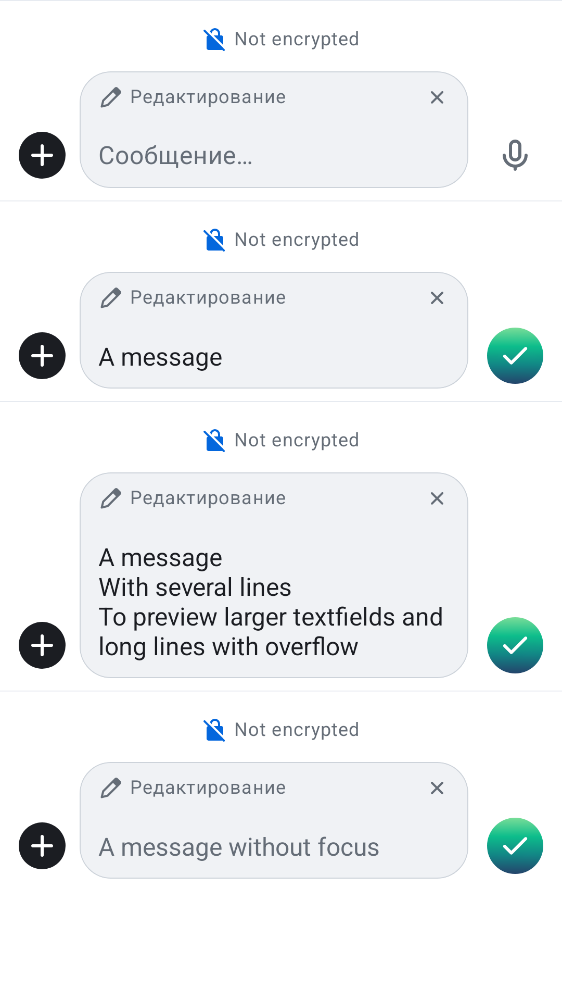 Not encrypted
Редактирование
Сообщение…
Not encrypted
Редактирование
A message
Not encrypted
Редактирование
A message
With several lines
To preview larger textfields and
long lines with overflow
Not encrypted
Редактирование
A message without focus